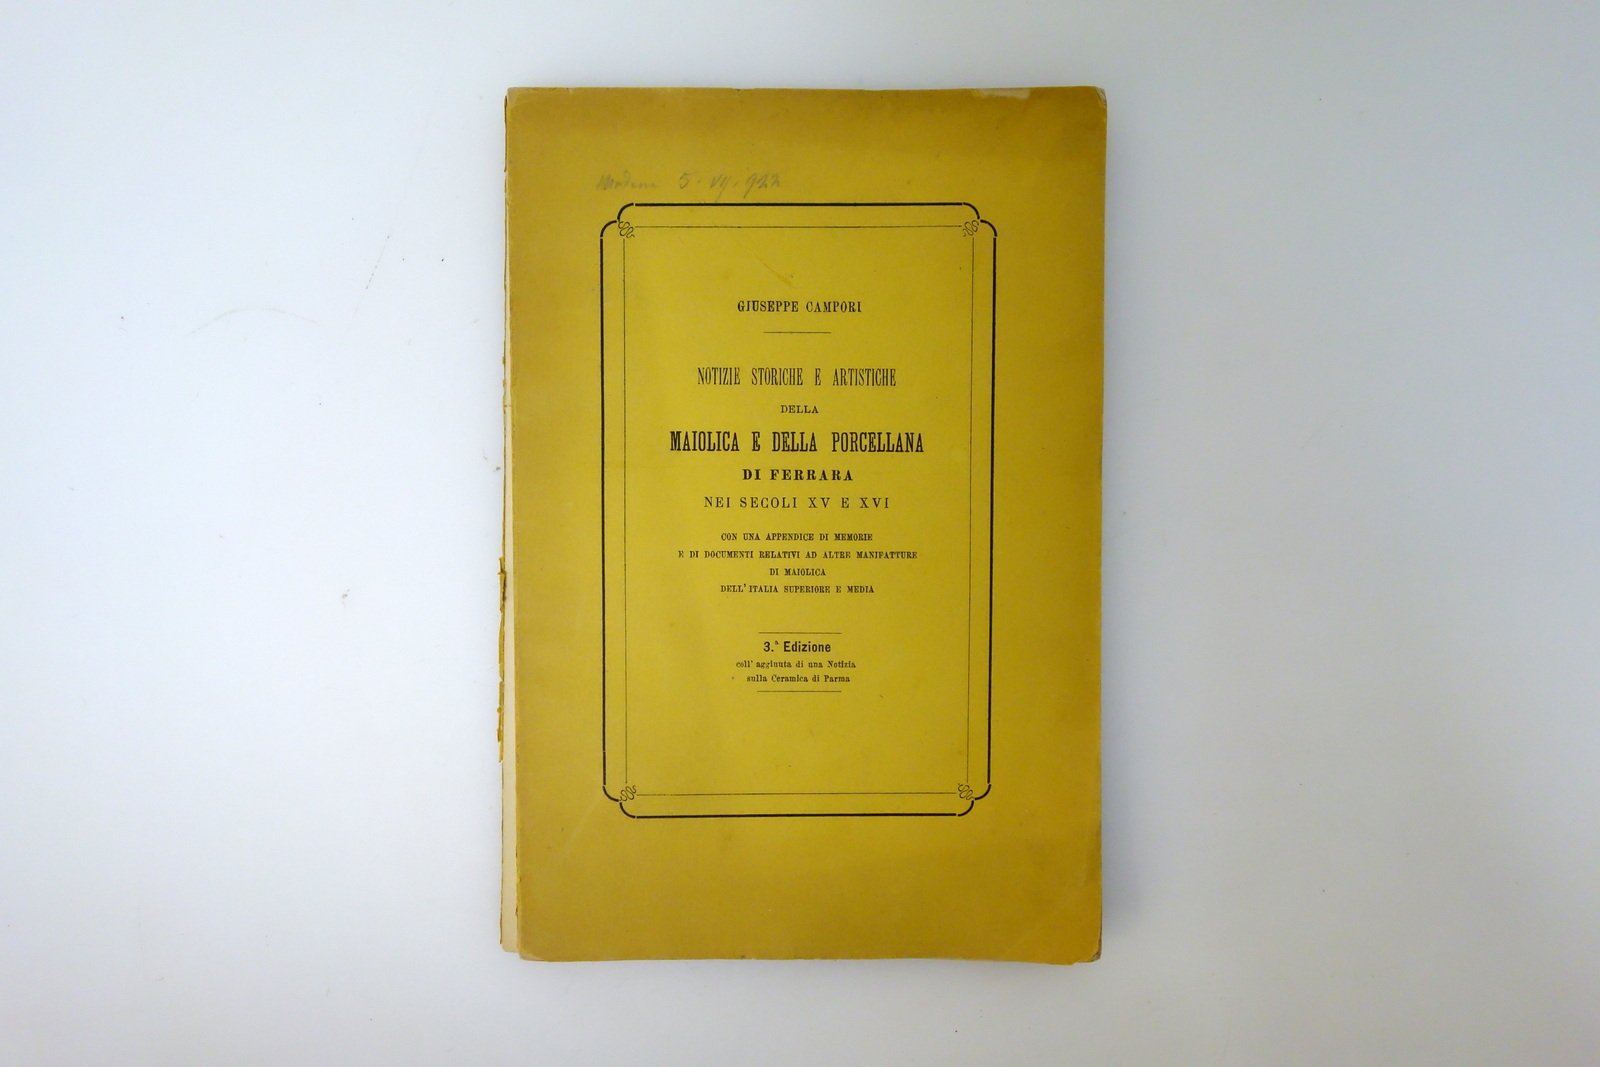 Modena 5. VII. 922
GIUSEPPE CAMPORI
NOTIZIE STORICHE E ARTISTICHE
DELLA
MAIOLICA E DELLA PORCELLANA
DI FERRARA
NEI SECOLI XV E XVI
CON UNA APPENDICE DI MEMORIE
E DI DOCUMENTI RELATIVI AD ALTRE MANIFATTURE
DI MAIOLICA
DELL'ITALIA SUPERIORE E MEDIA
3.ª Edizione
coll' aggiunta di una Notizia
sulla Ceramica di Parma